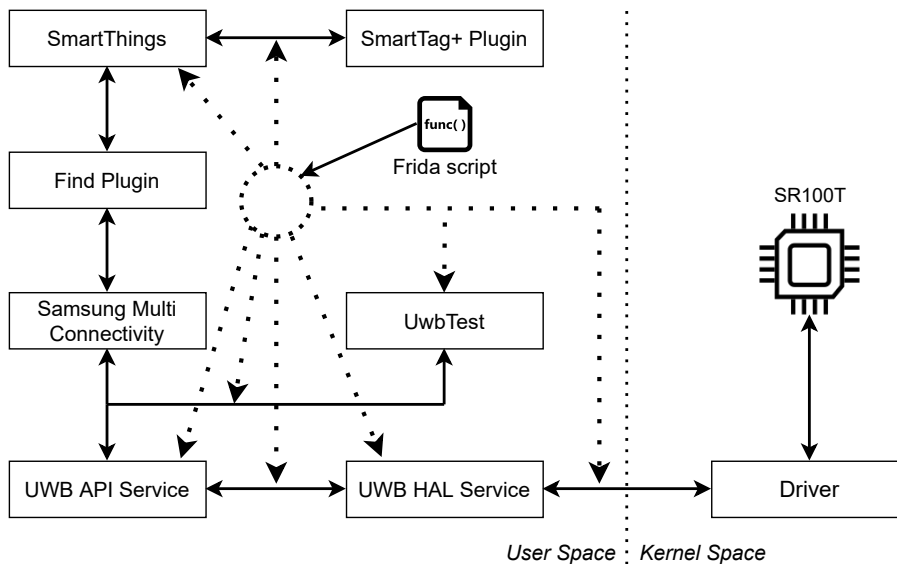 SmartThings
SmartTag+ Plugin
func( )
Frida script
Find Plugin
SR100T
Samsung Multi
Connectivity
UwbTest
UWB API Service
UWB HAL Service
Driver
User Space
Kernel Space